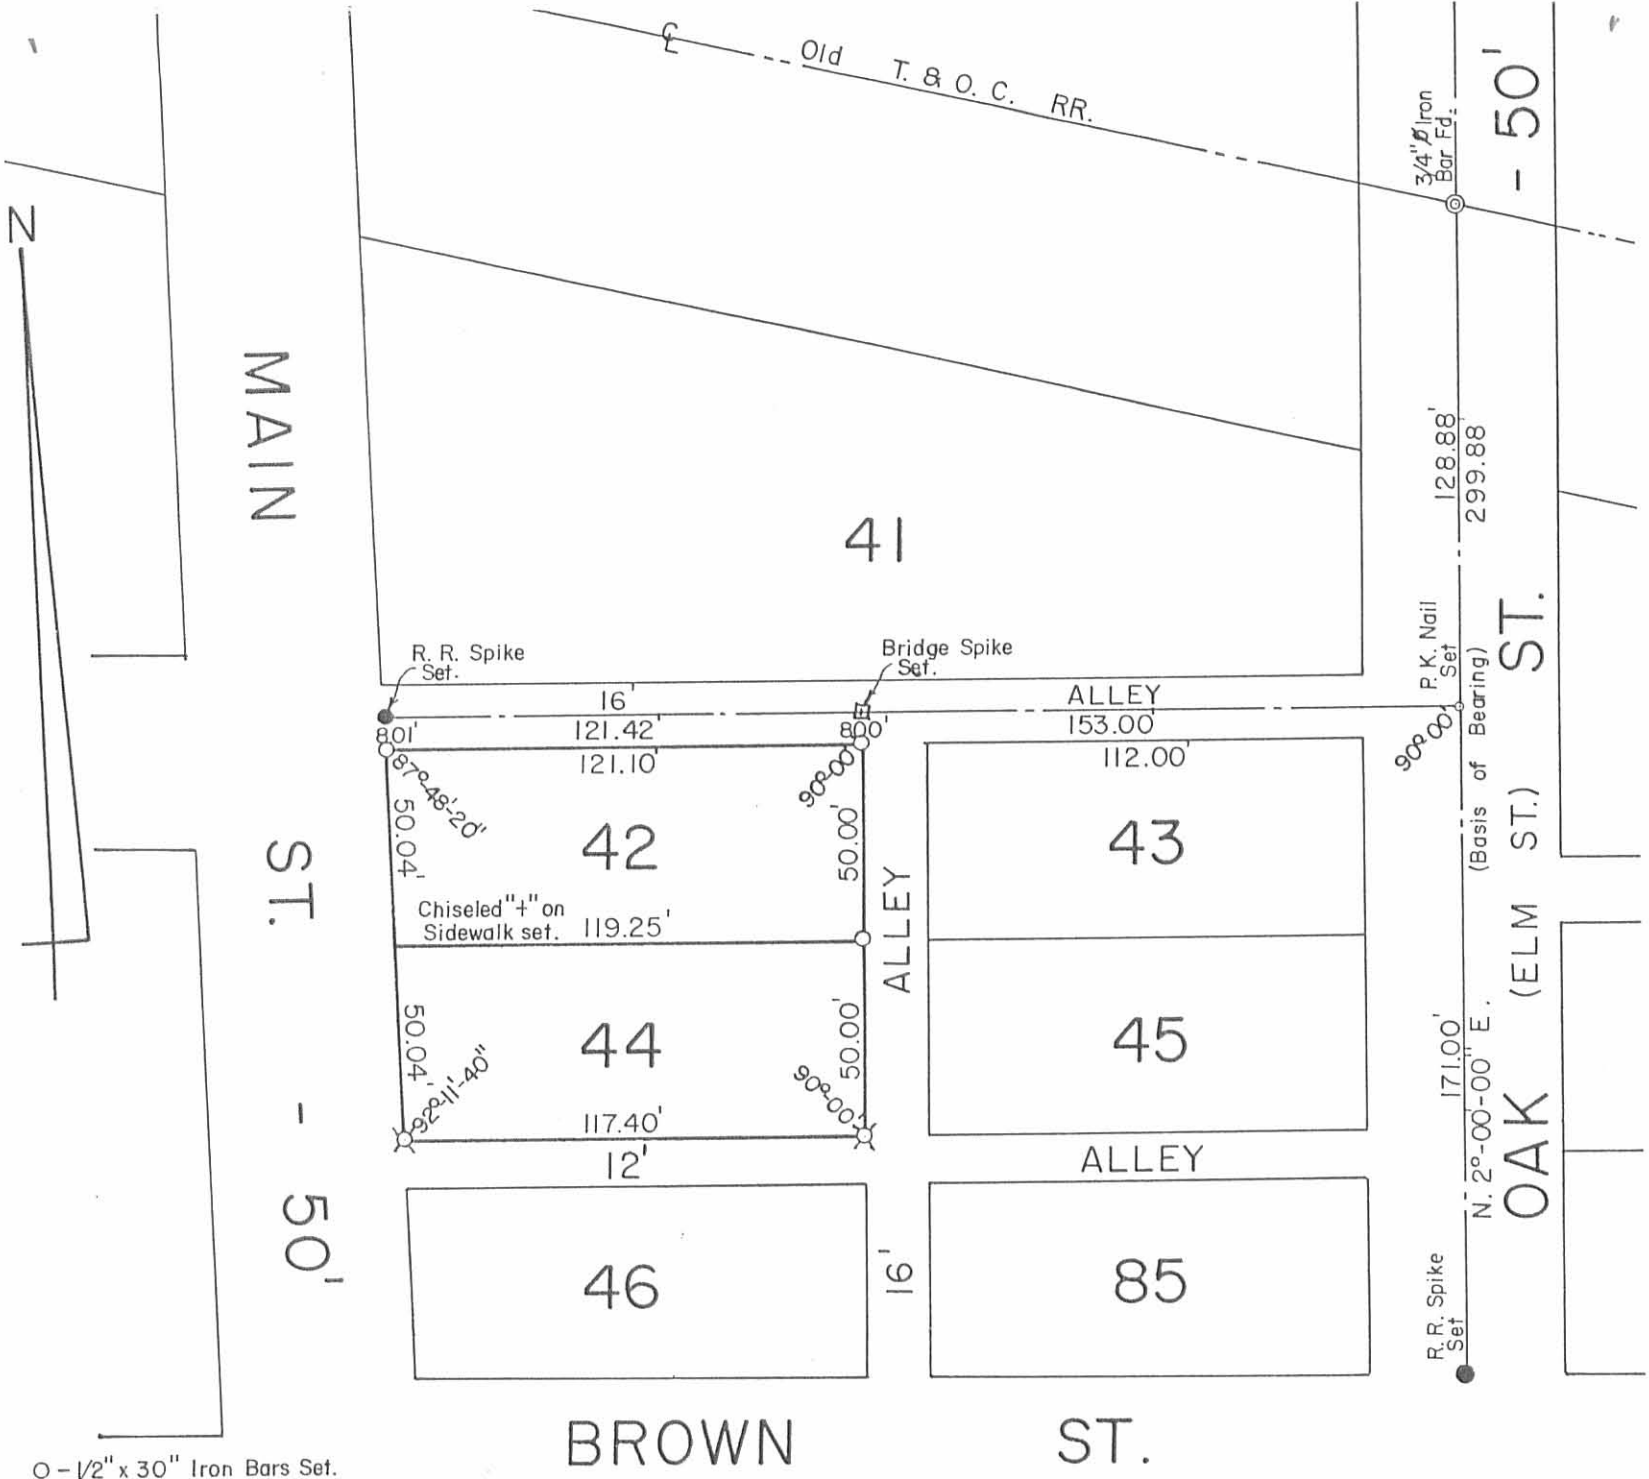 ℄
Old T. & O. C. RR.
3/4"Ø Iron
Bar Fd.
- 50'
N
MAIN
128.88'
299.88'
41
R. R. Spike
Set.
Bridge Spike
Set.
P.K. Nail
Set
(Basis of Bearing)
ST.
16'
ALLEY
8.01'
121.42'
8.00'
153.00'
90°-00'
121.10'
112.00'
87°-48'-20"
90°-00'
50.04'
42
50.00'
43
ST.
Chiseled "+" on
Sidewalk set.
119.25'
ALLEY
(ELM ST.)
50.04'
44
50.00'
45
171.00'
N. 2°-00'-00" E.
92°-11'-40"
90°-00'
117.40'
12'
ALLEY
OAK
- 50'
46
16'
85
R.R. Spike
Set
BROWN ST.
O - 1/2" x 30" Iron Bars Set.